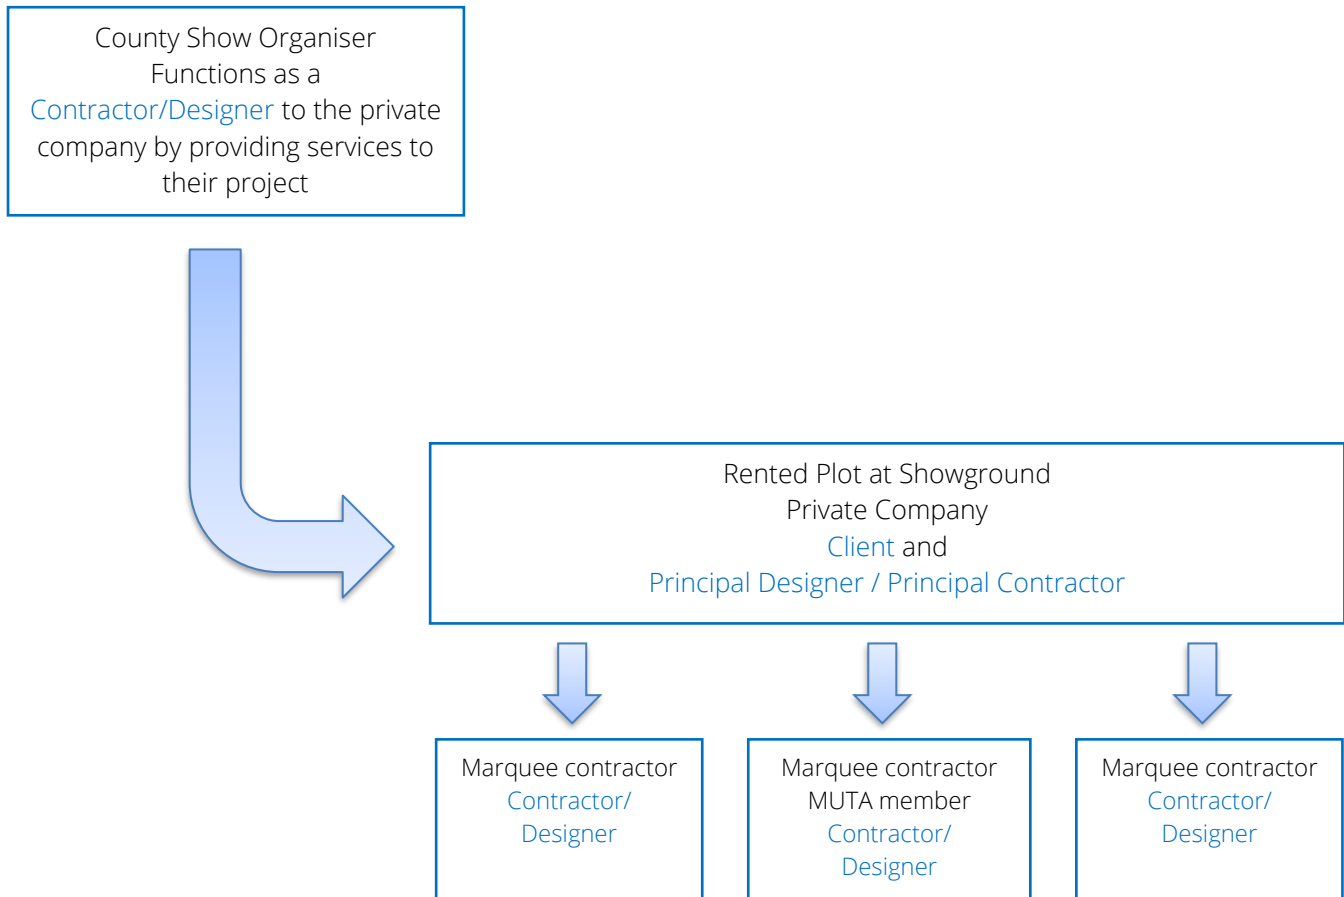 County Show Organiser
Functions as a
Contractor/Designer to the private
company by providing services to
their project
Rented Plot at Showground
Private Company
Client and
Principal Designer / Principal Contractor
Marquee contractor
Contractor/
Designer
Marquee contractor
MUTA member
Contractor/
Designer
Marquee contractor
Contractor/
Designer